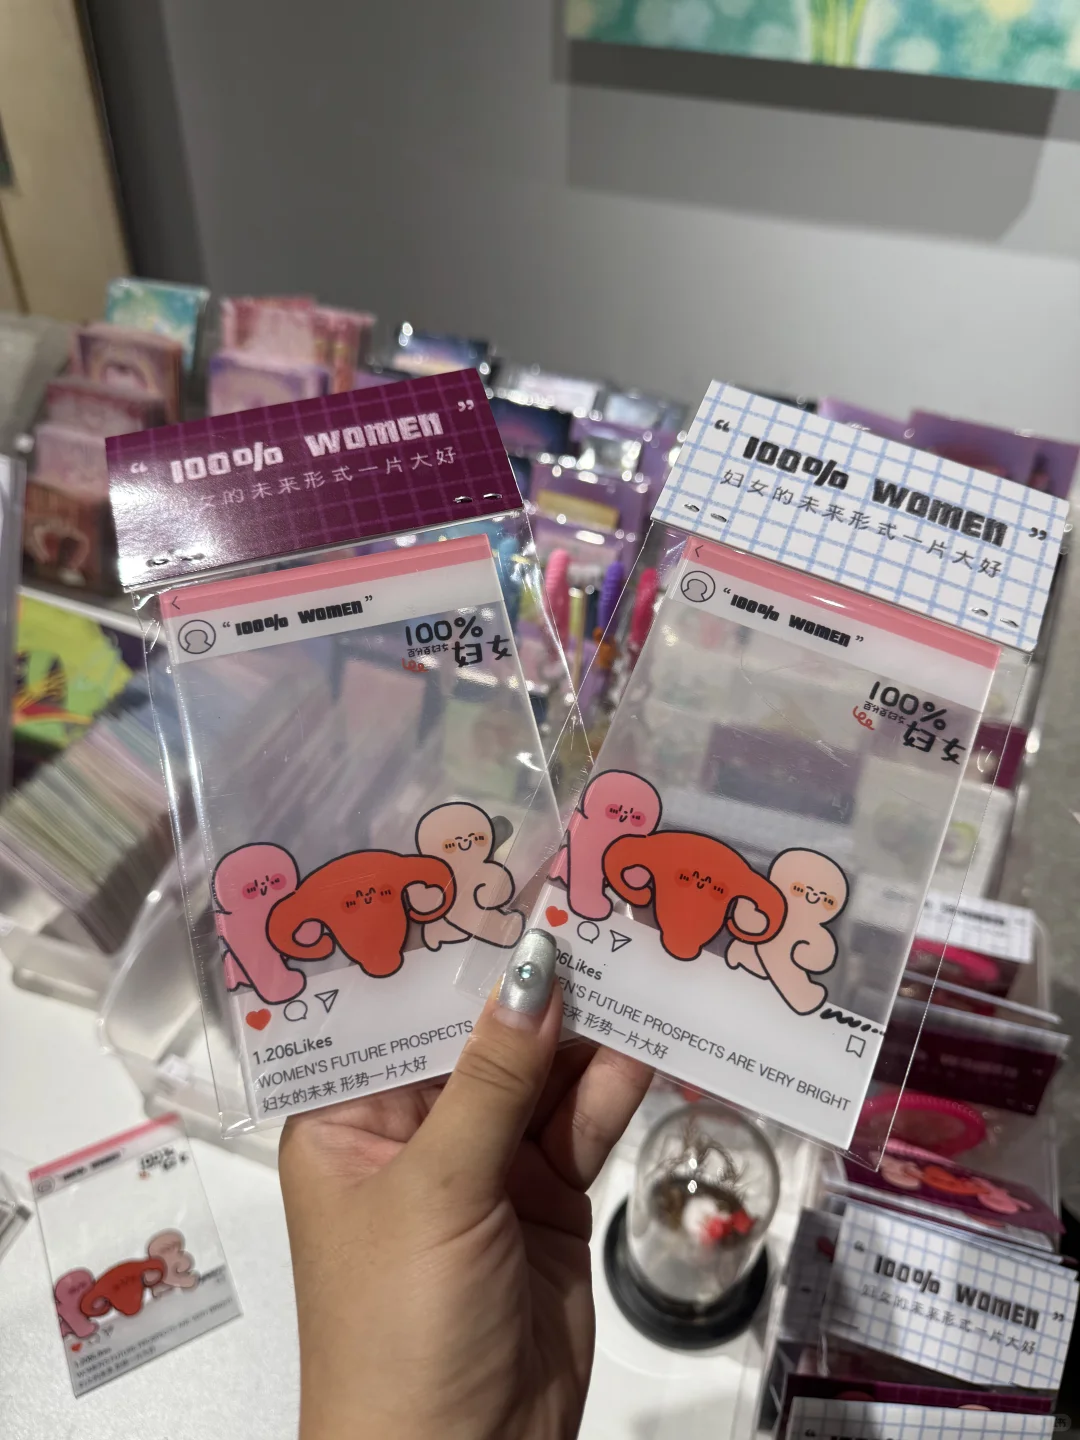 “ 100% WOMEN ”
女的未来形式一片大好
“ 100% WOMEN ”
100%
妇女
1.206Likes
WOMEN'S FUTURE PROSPECTS
妇女的未来 形势一片大好
“ 100% WOMEN ”
妇女的未来形式一片大好
“ 100% WOMEN ”
100%
妇女
06Likes
EN'S FUTURE PROSPECTS ARE VERY BRIGHT
未来 形势一片大好
100% WOMEN
妇女的未来形式一片大好